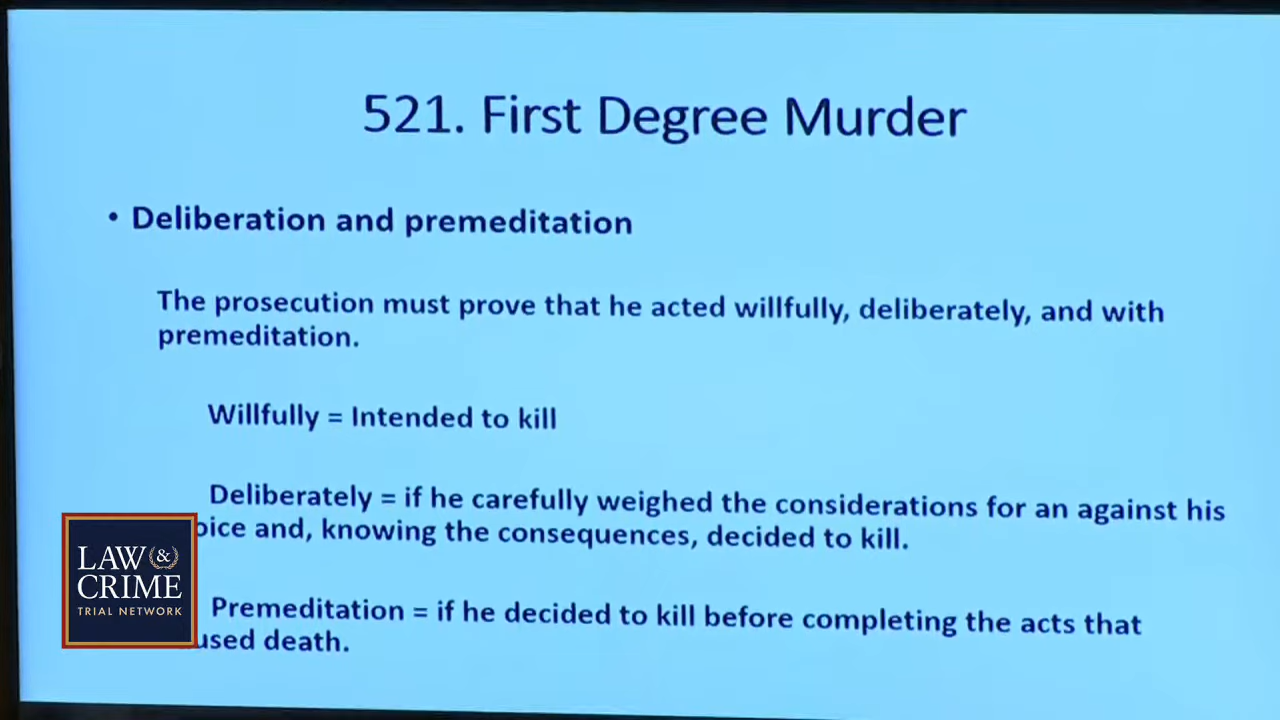 521. First Degree Murder
• Deliberation and premeditation
The prosecution must prove that he acted willfully, deliberately, and with
premeditation.
Willfully = Intended to kill
Deliberately = if he carefully weighed the considerations for an against his
oice and, knowing the consequences, decided to kill.
Premeditation = if he decided to kill before completing the acts that
used death.
LAW &
CRIME
TRIAL NETWORK